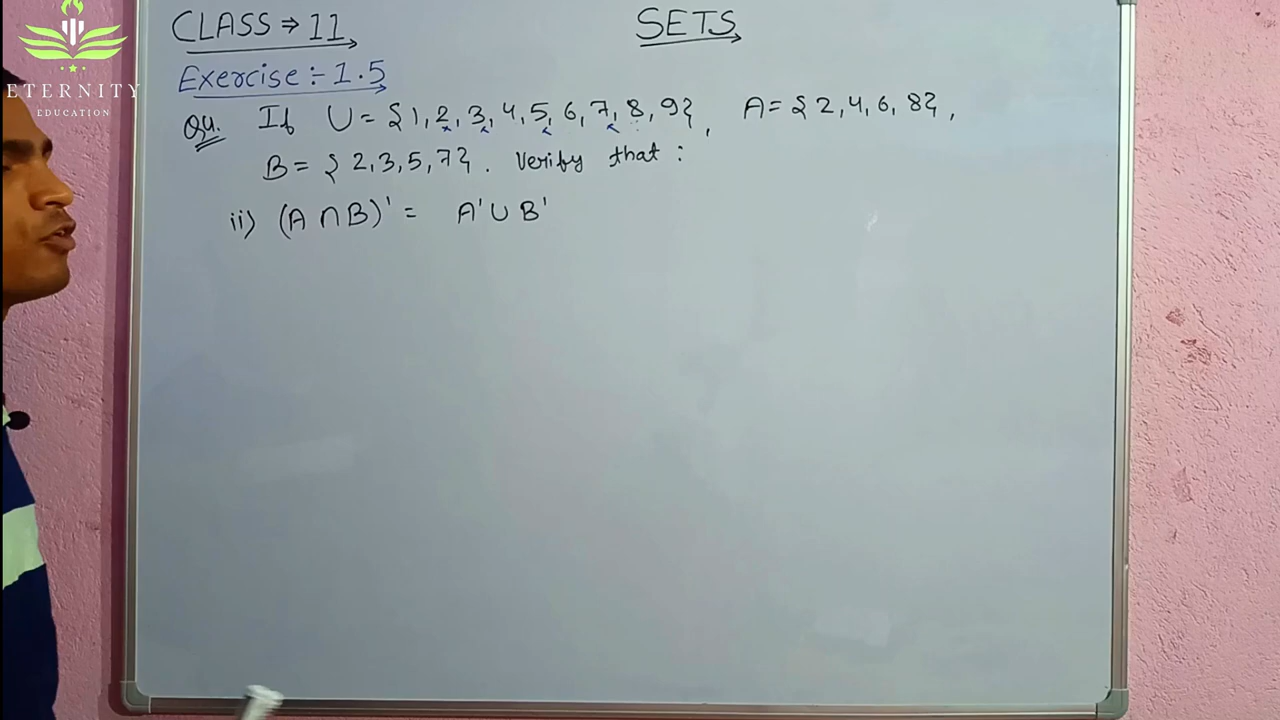 CLASS ⇒ 11
SETS
Exercise :- 1.5
ETERNITY
EDUCATION
Q4. If U = {1, 2, 3, 4, 5, 6, 7, 8, 9}, A = {2, 4, 6, 8},
B = {2, 3, 5, 7}. Verify that :
ii) (A ∩ B)' = A' ∪ B'